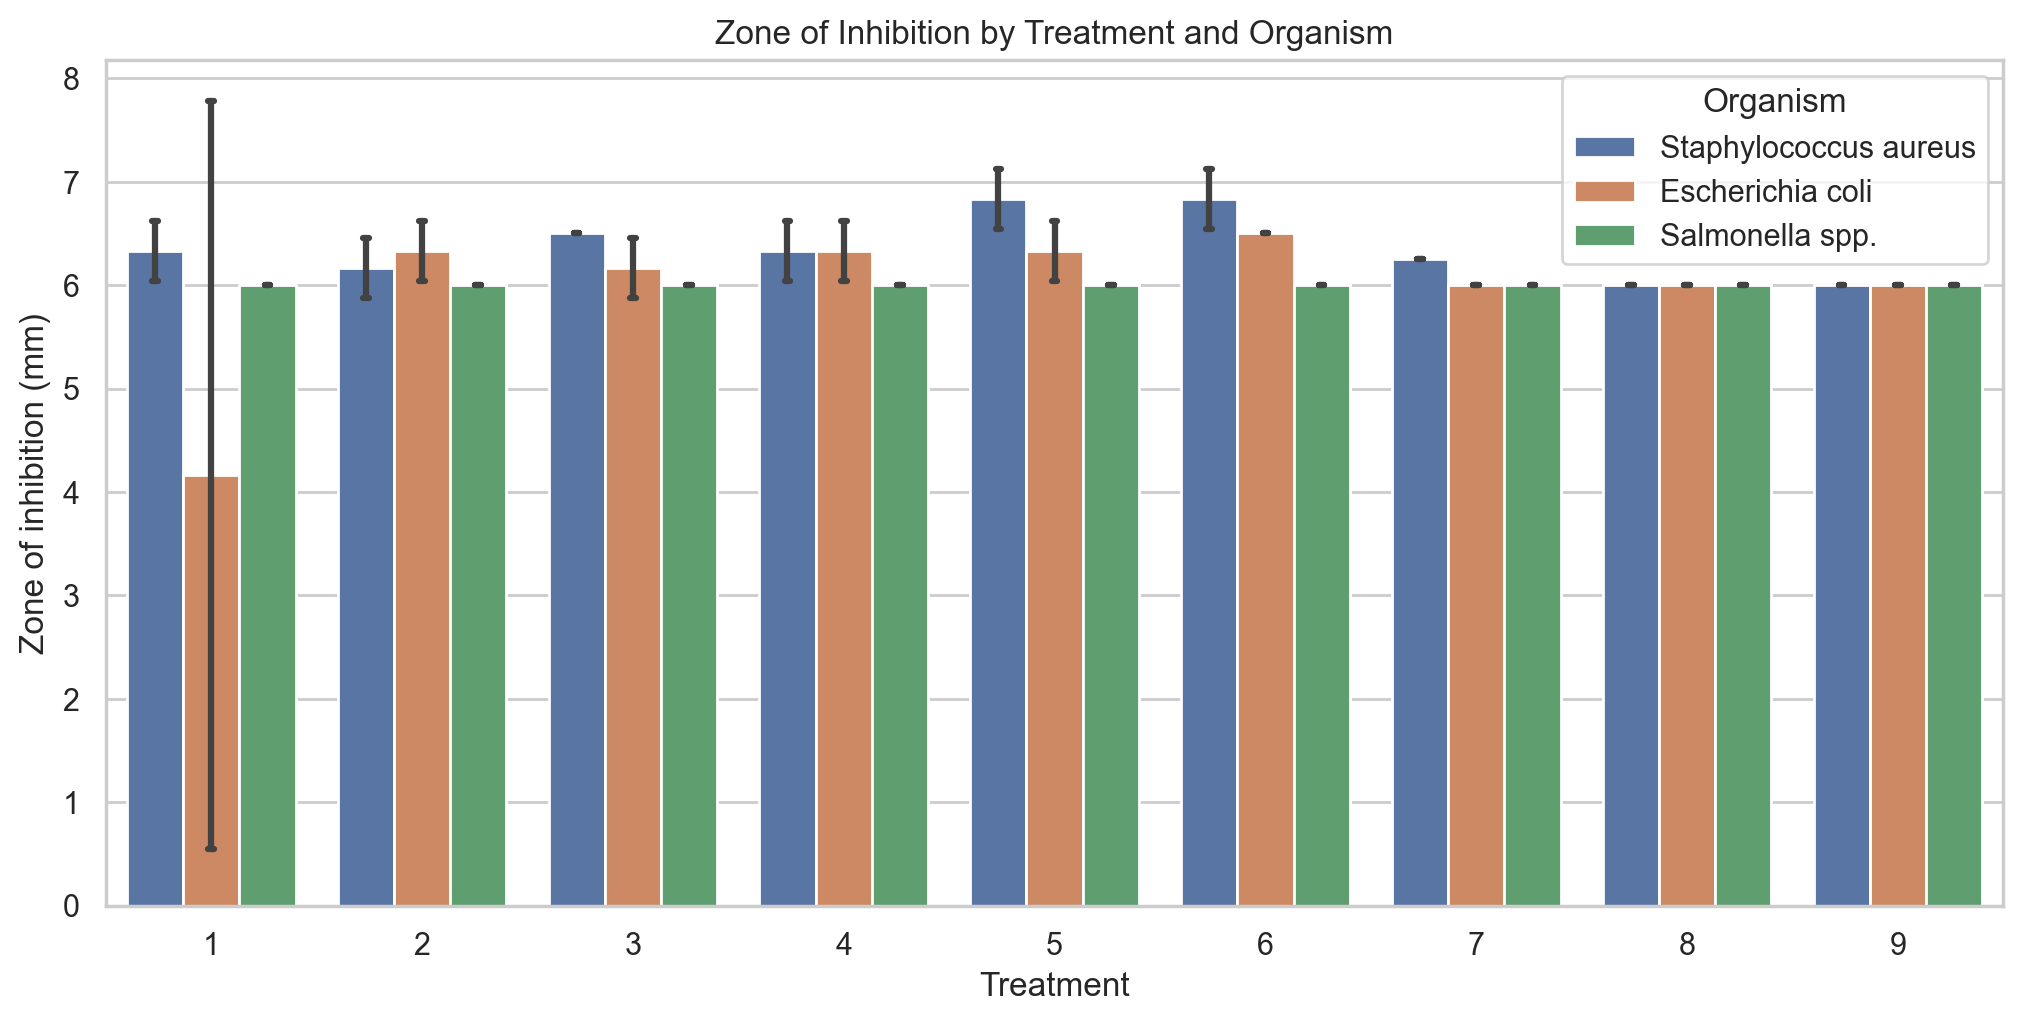 Zone of Inhibition by Treatment and Organism
Organism
Staphylococcus aureus
Escherichia coli
Salmonella spp.
Zone of inhibition (mm)
8
7
6
5
4
3
2
1
0
1 2 3 4 5 6 7 8 9
Treatment